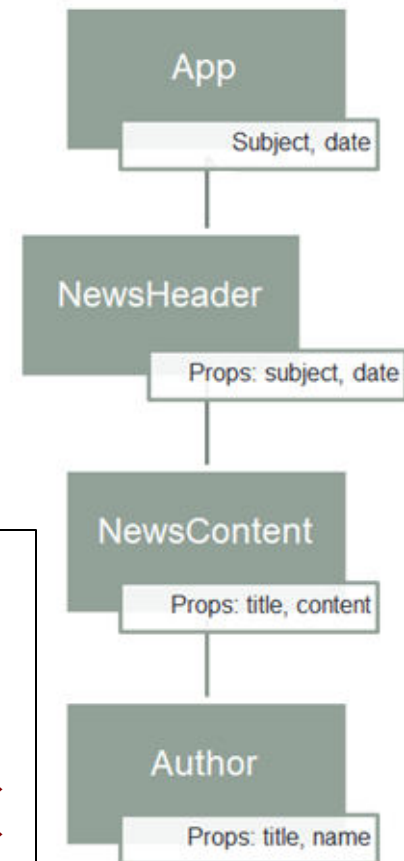 App
Subject, date
NewsHeader
Props: subject, date
NewsContent
Props: title, content
Author
Props: title, name